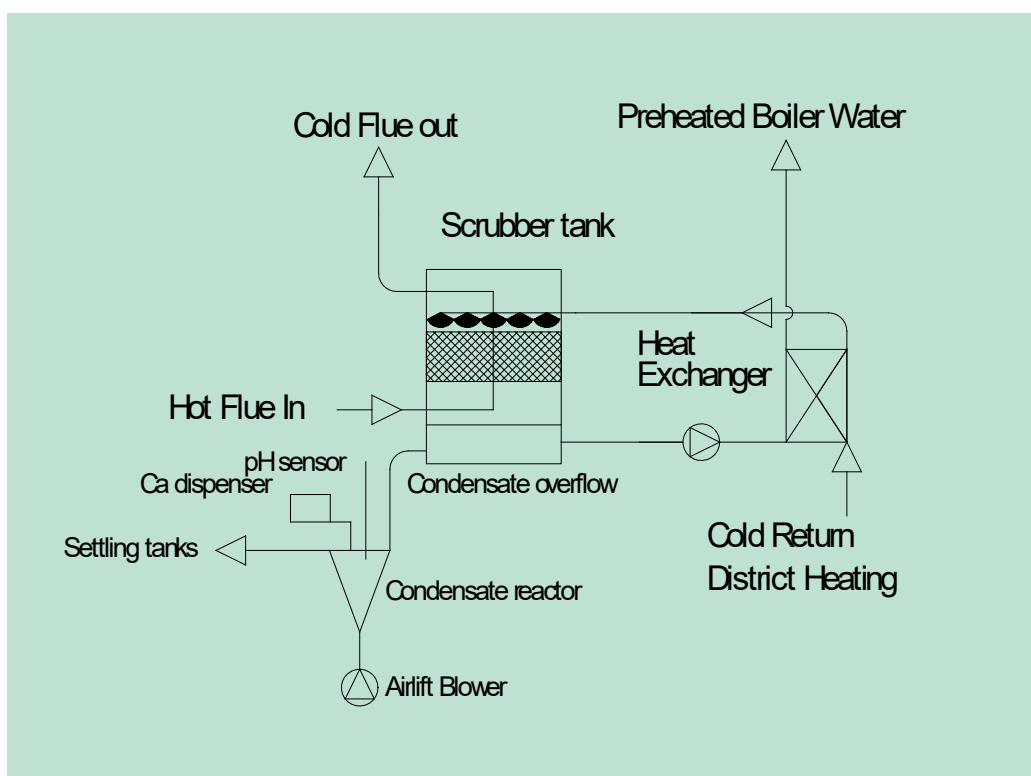 Cold Flue out
Preheated Boiler Water
Scrubber tank
Heat
Exchanger
Hot Flue In
pH sensor
Ca dispenser
Condensate overflow
Settling tanks
Cold Return
District Heating
Condensate reactor
Airlift Blower